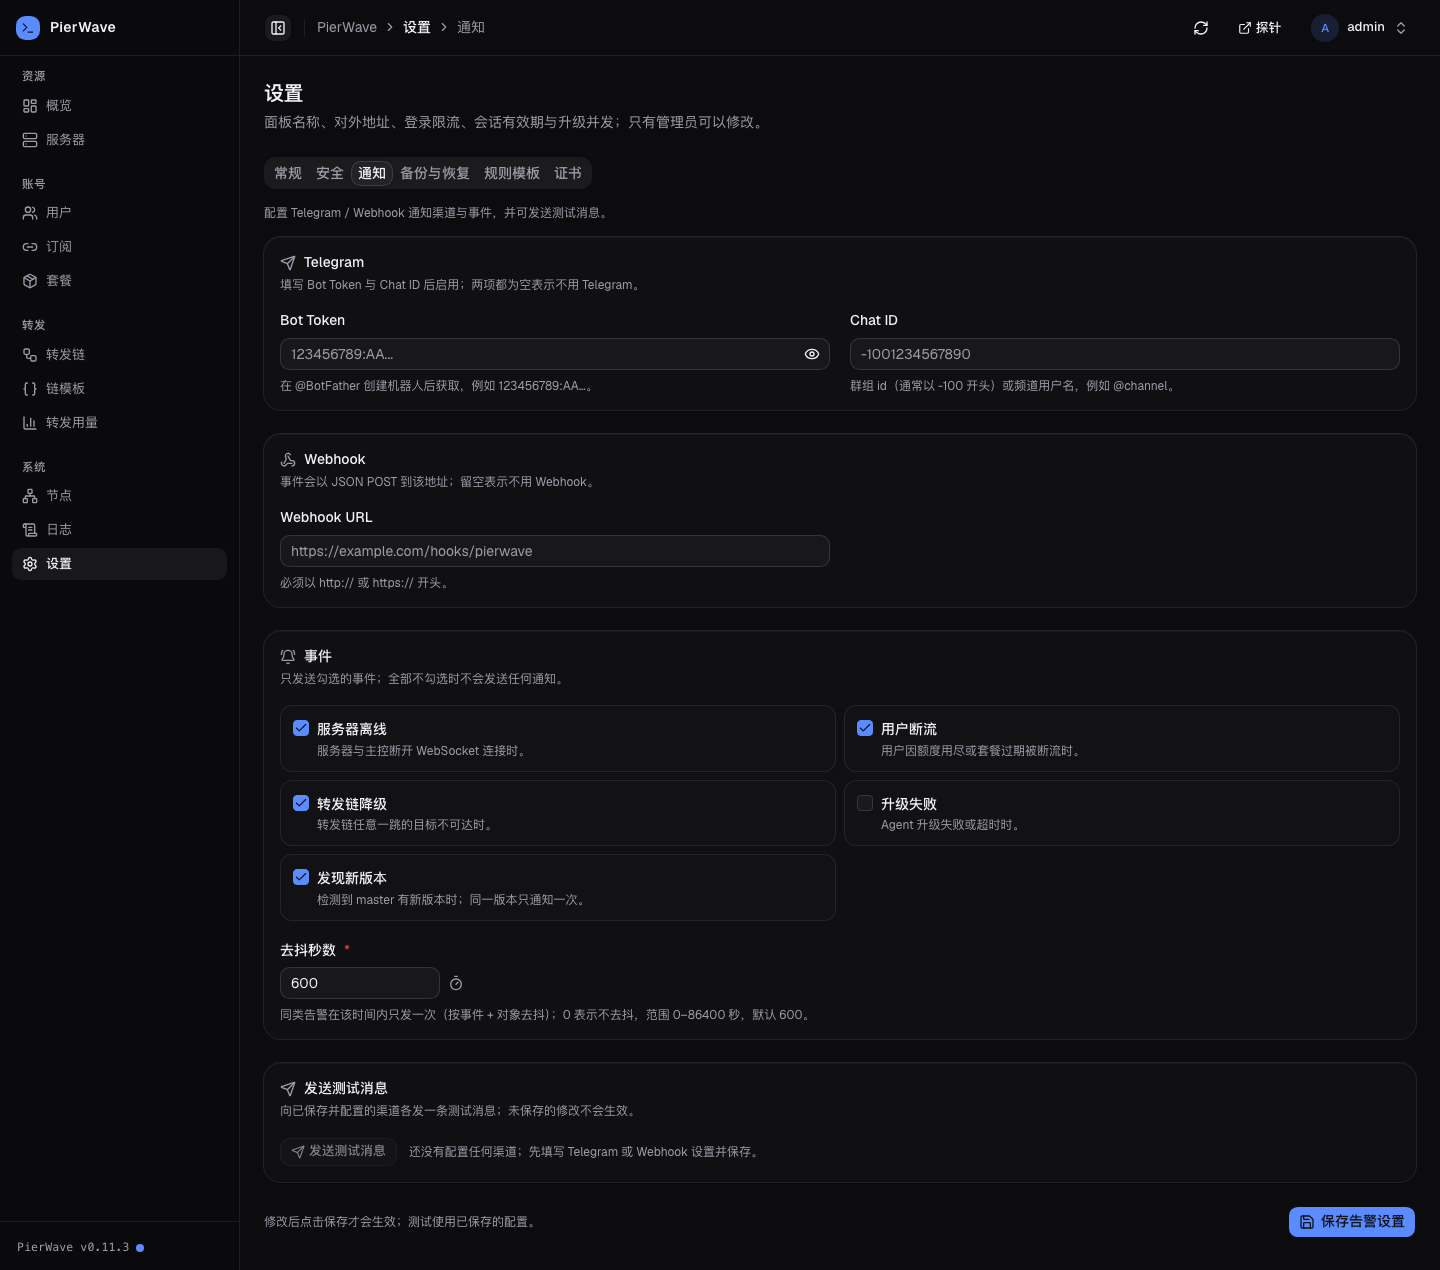 PierWave
PierWave > 设置 > 通知
探针
A admin
资源
概览
服务器
账号
用户
订阅
套餐
转发
转发链
链模板
转发用量
系统
节点
日志
设置
PierWave v0.11.3
设置
面板名称、对外地址、登录限流、会话有效期与升级并发；只有管理员可以修改。
常规 安全 通知 备份与恢复 规则模板 证书
配置 Telegram / Webhook 通知渠道与事件，并可发送测试消息。
Telegram
填写 Bot Token 与 Chat ID 后启用；两项都为空表示不用 Telegram。
Bot Token
123456789:AA...
在 @BotFather 创建机器人后获取，例如 123456789:AA...。
Chat ID
-1001234567890
群组 id（通常以 -100 开头）或频道用户名，例如 @channel。
Webhook
事件会以 JSON POST 到该地址；留空表示不用 Webhook。
Webhook URL
https://example.com/hooks/pierwave
必须以 http:// 或 https:// 开头。
事件
只发送勾选的事件；全部不勾选时不会发送任何通知。
服务器离线
服务器与主控断开 WebSocket 连接时。
用户断流
用户因额度用尽或套餐过期被断流时。
转发链降级
转发链任意一跳的目标不可达时。
升级失败
Agent 升级失败或超时时。
发现新版本
检测到 master 有新版本时；同一版本只通知一次。
去抖秒数 *
600
同类告警在该时间内只发一次（按事件 + 对象去抖）；0 表示不去抖，范围 0–86400 秒，默认 600。
发送测试消息
向已保存并配置的渠道各发一条测试消息；未保存的修改不会生效。
发送测试消息
还没有配置任何渠道；先填写 Telegram 或 Webhook 设置并保存。
修改后点击保存才会生效；测试使用已保存的配置。
保存告警设置